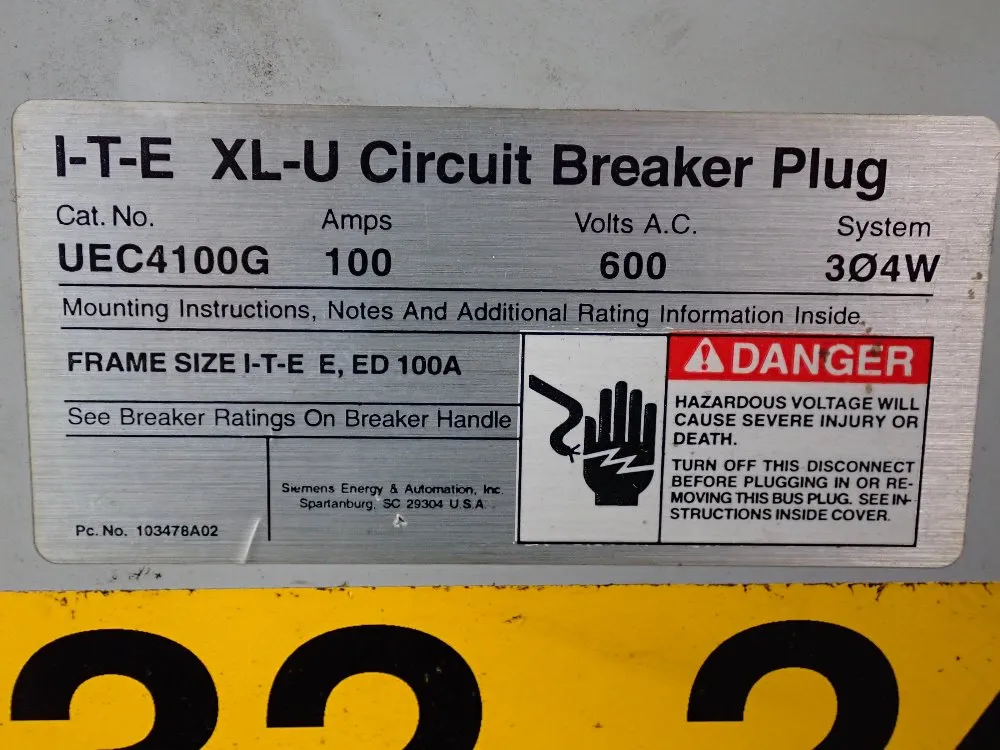 I-T-E XL-U Circuit Breaker Plug
Cat. No. Amps Volts A.C. System
UEC4100G 100 600 3Ø4W
Mounting Instructions, Notes And Additional Rating Information Inside.
FRAME SIZE I-T-E E, ED 100A
See Breaker Ratings On Breaker Handle
Siemens Energy & Automation, Inc.
Spartanburg, SC 29304 U.S.A.
Pc. No. 103478A02
DANGER
HAZARDOUS VOLTAGE WILL
CAUSE SEVERE INJURY OR
DEATH.
TURN OFF THIS DISCONNECT
BEFORE PLUGGING IN OR RE-
MOVING THIS BUS PLUG. SEE IN-
STRUCTIONS INSIDE COVER.